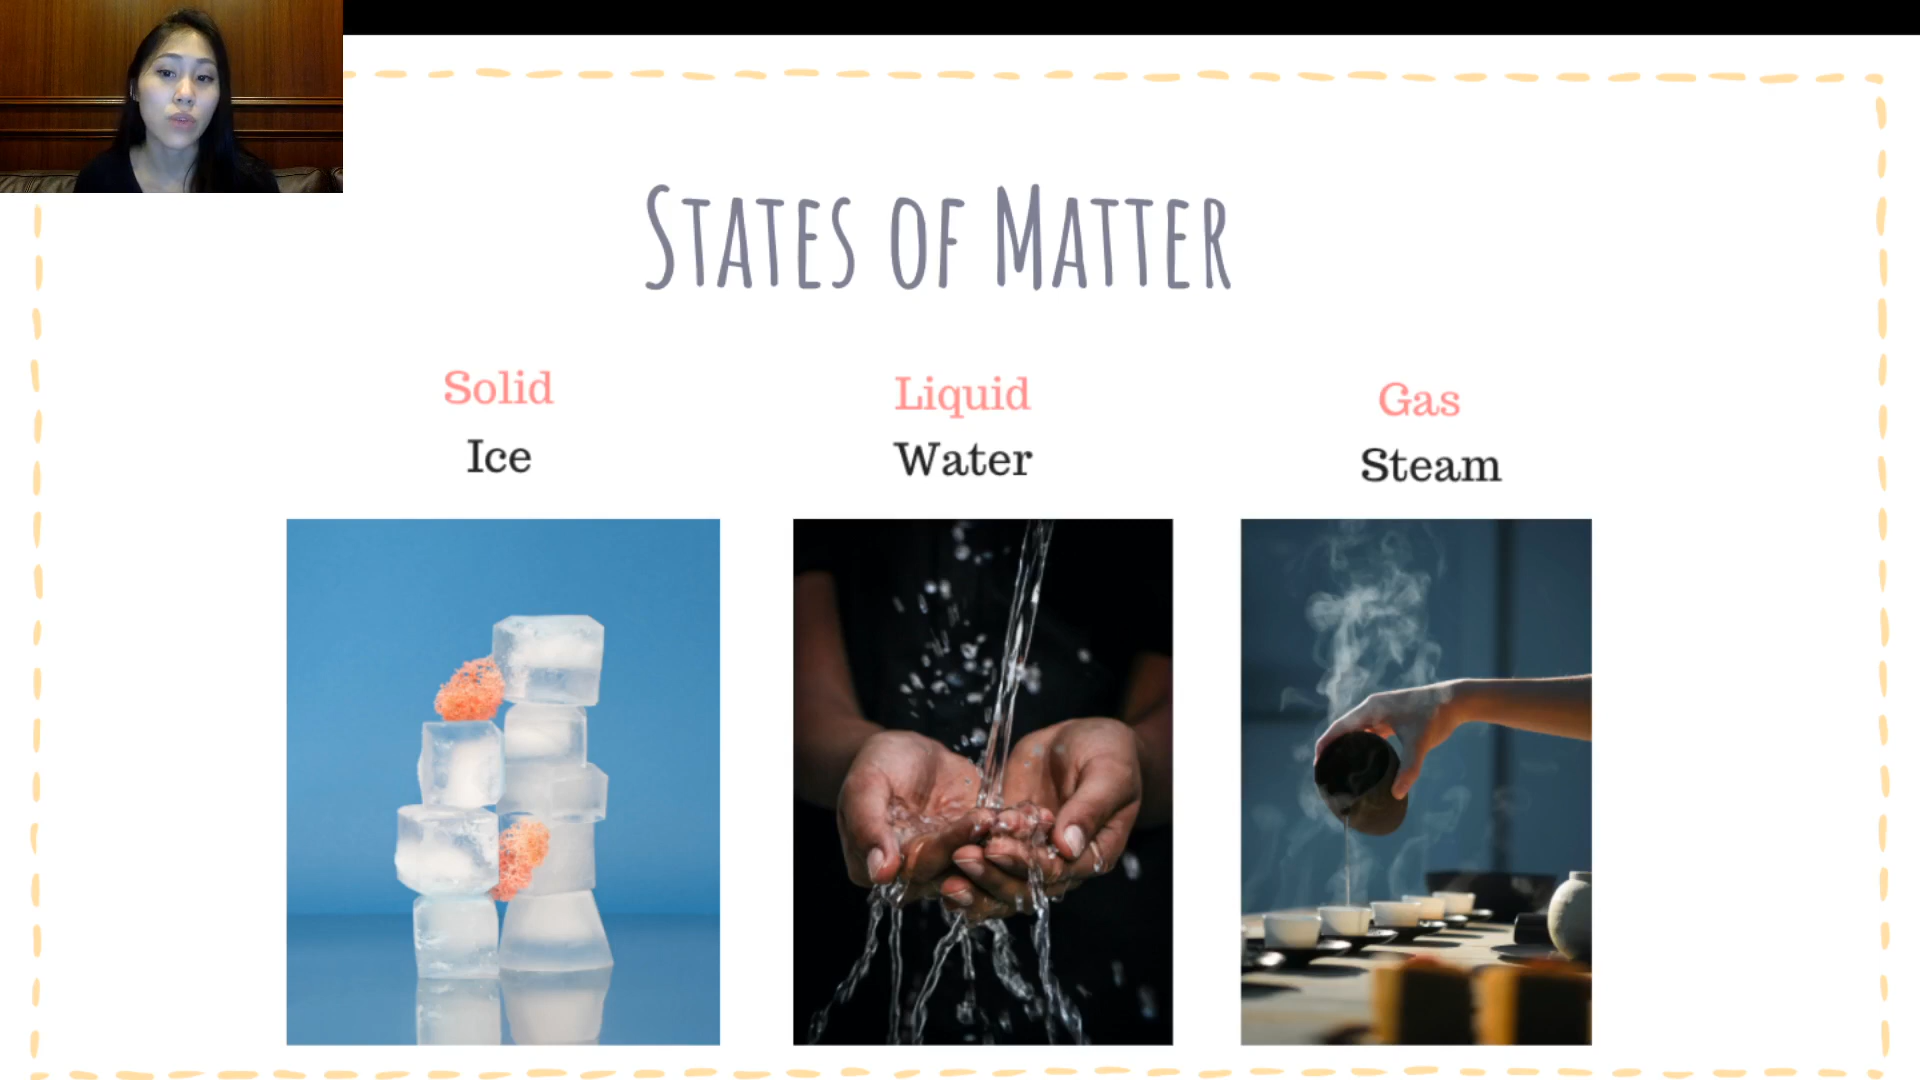 States of Matter
Solid
Ice
Liquid
Water
Gas
Steam